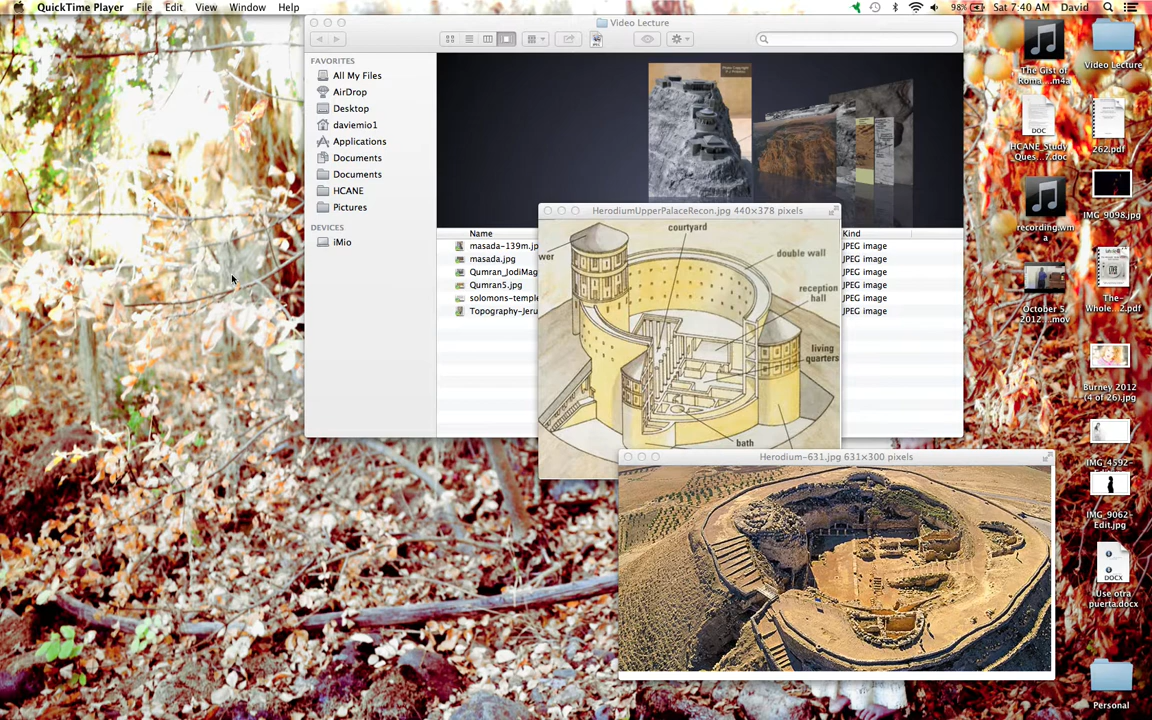 QuickTime Player File Edit View Window Help 98% Sat 7:40 AM David
Video Lecture
FAVORITES
All My Files
AirDrop
Desktop
daviemio1
Applications
Documents
Documents
HCANE
Pictures
DEVICES
iMio
Name Kind
masada-139m.jp JPEG image
masada.jpg JPEG image
Qumran_JodiMag JPEG image
Qumran5.jpg JPEG image
solomons-temple JPEG image
Topography-Jeru JPEG image
HerodiumUpperPalaceRecon.jpg 440×378 pixels
courtyard
wer
double wall
reception
hall
living
quarters
bath
Herodium-631.jpg 631×300 pixels
The Gist of
Roma...m4a
Video Lecture
HCANE_Study
Ques...7.doc
DOC
262.pdf
recording.wm
a
IMG_9098.jpg
October 5,
2012....mov
The-
Whole...2.pdf
Burney 2012
(4 of 26).jpg
IMG_4592-
IMG_9062-
Edit.jpg
DOCX
Use otra
puerta.docx
Personal